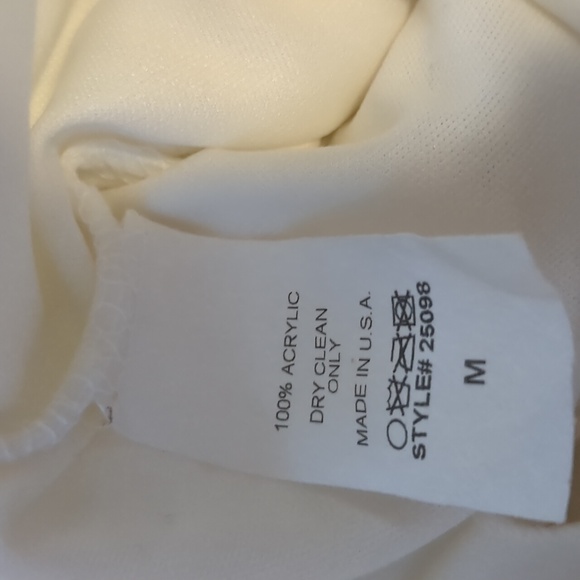 100% ACRYLIC
DRY CLEAN
ONLY
MADE IN U.S.A.
STYLE# 25098
M